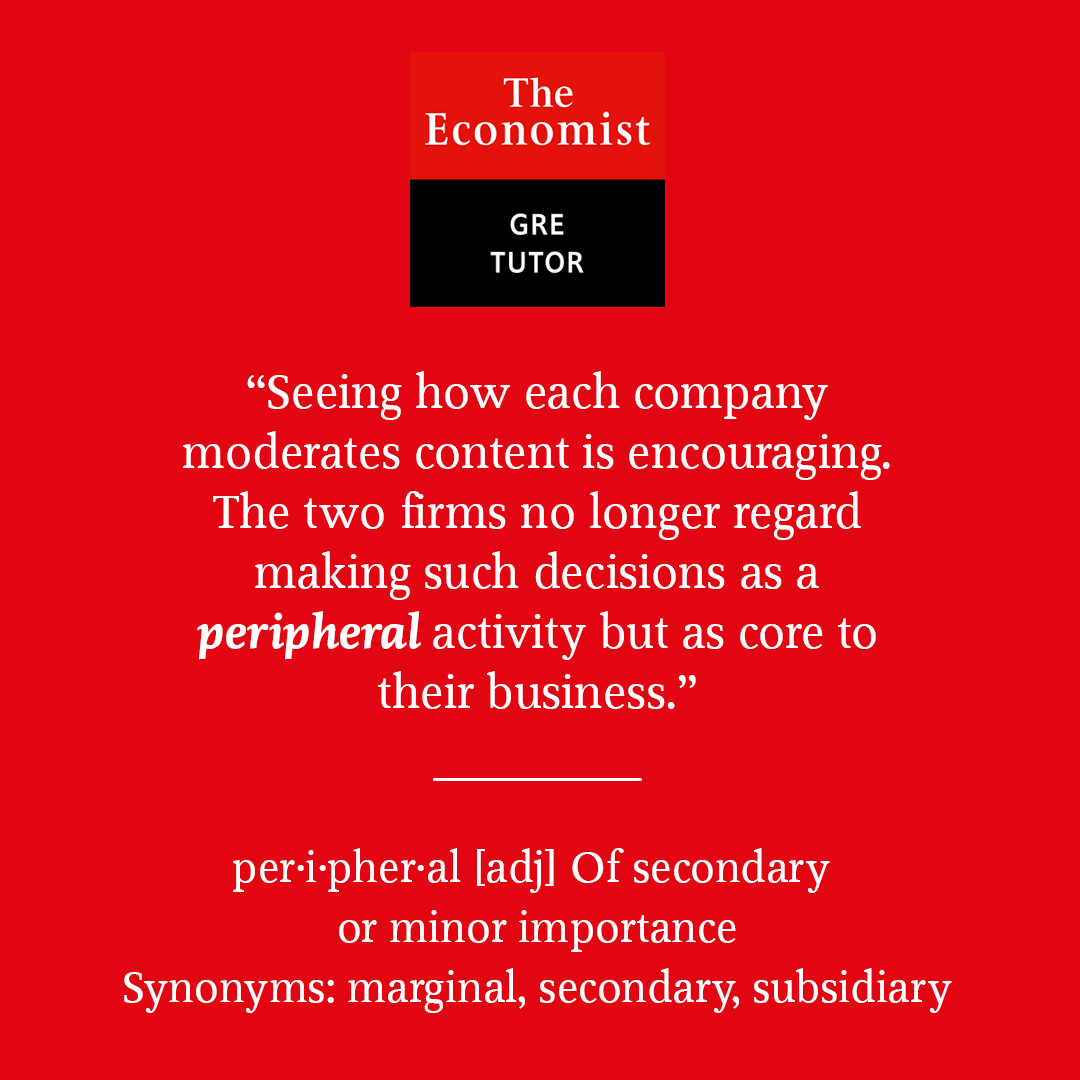 The
Economist
GRE
TUTOR
“Seeing how each company
moderates content is encouraging.
The two firms no longer regard
making such decisions as a
peripheral activity but as core to
their business.”
per·i·pher·al [adj] Of secondary
or minor importance
Synonyms: marginal, secondary, subsidiary